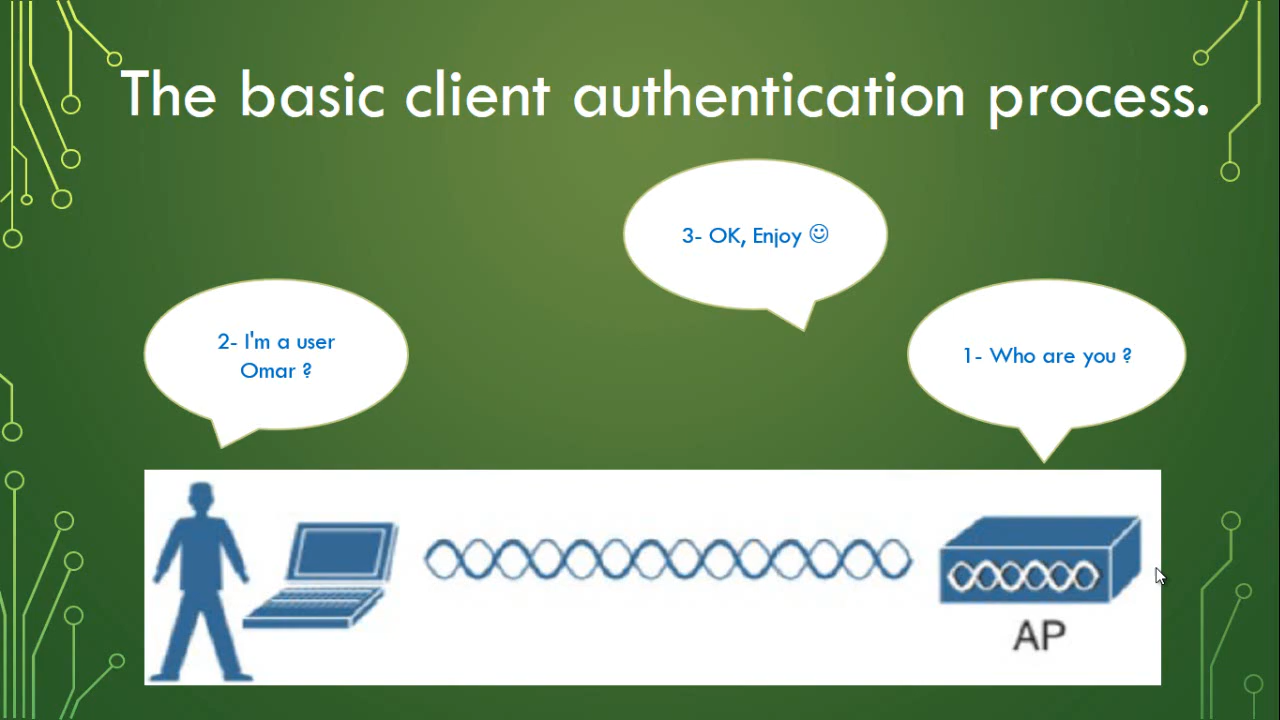 The basic client authentication process.
3- OK, Enjoy ☺
2- I'm a user
Omar ?
1- Who are you ?
AP